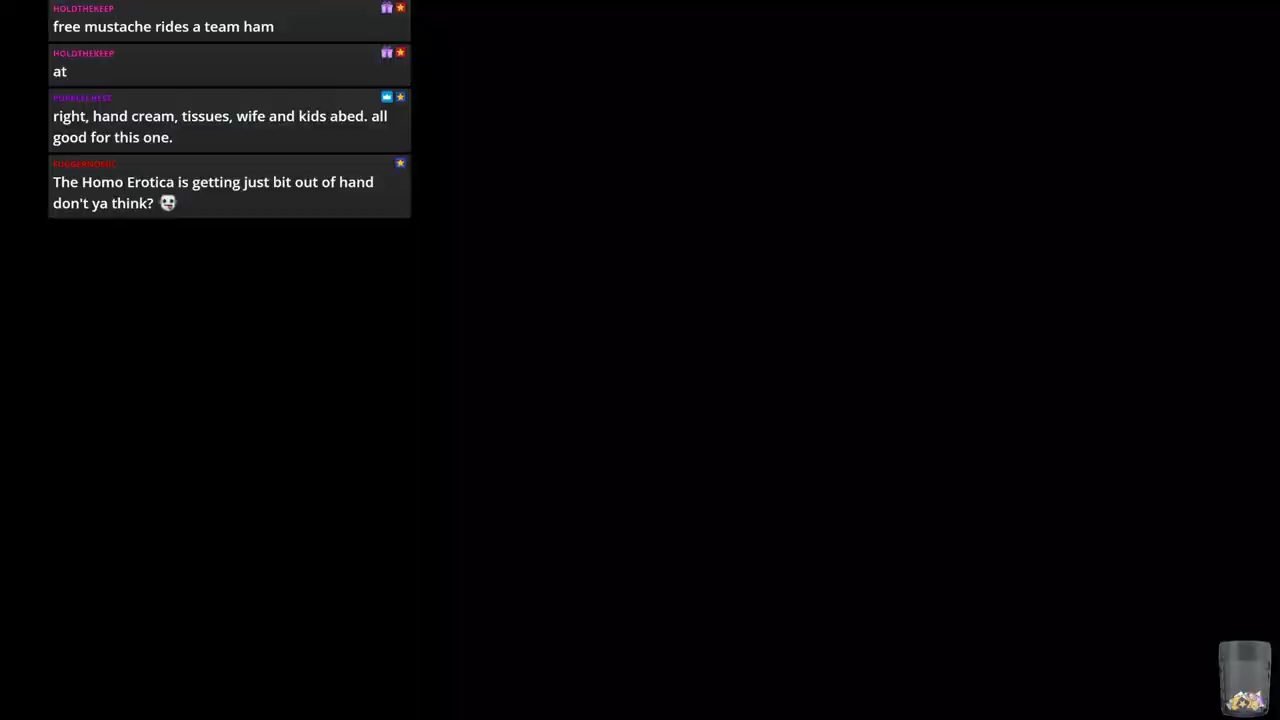 HOLDTHEKEEP
free mustache rides a team ham
HOLDTHEKEEP
at
PURPLECHEST
right, hand cream, tissues, wife and kids abed. all
good for this one.
The Homo Erotica is getting just bit out of hand
don't ya think?